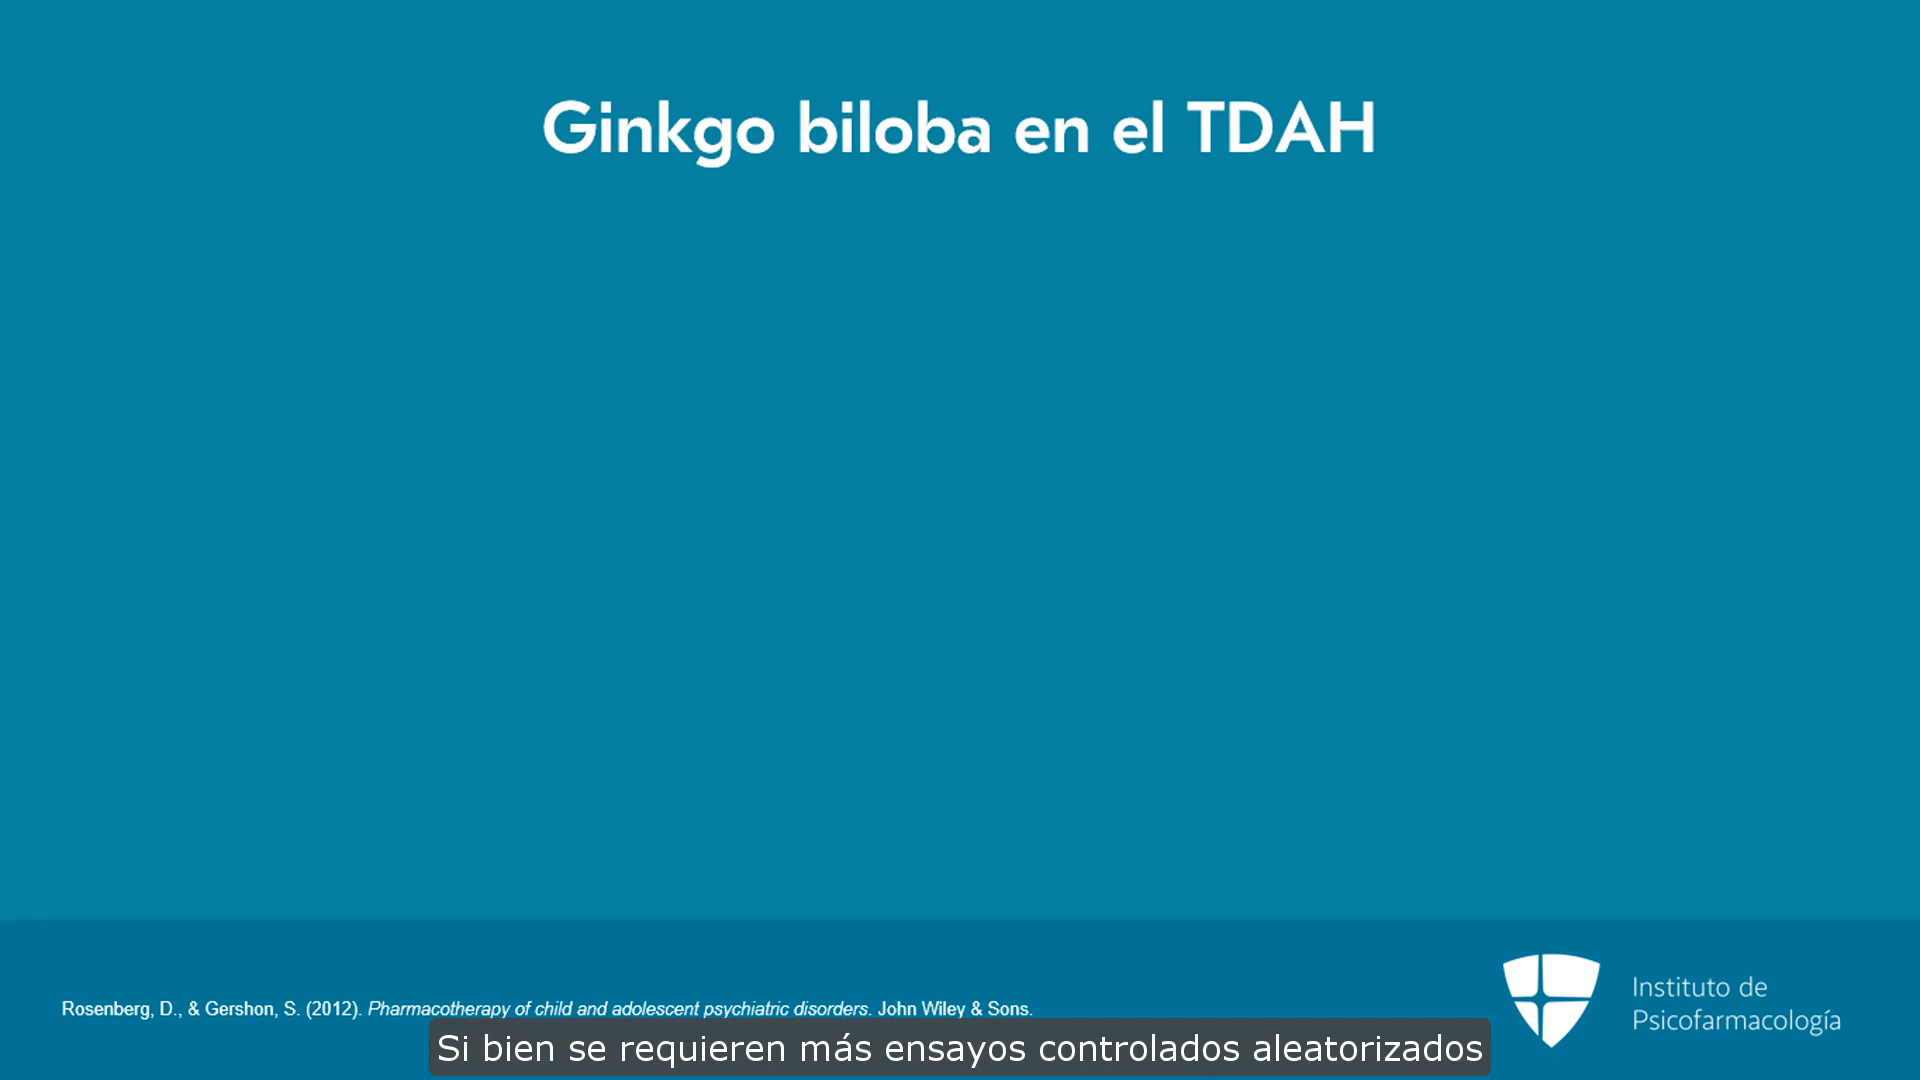 Ginkgo biloba en el TDAH
Rosenberg, D., & Gershon, S. (2012). Pharmacotherapy of child and adolescent psychiatric disorders. John Wiley & Sons.
Instituto de
Psicofarmacología
Si bien se requieren más ensayos controlados aleatorizados